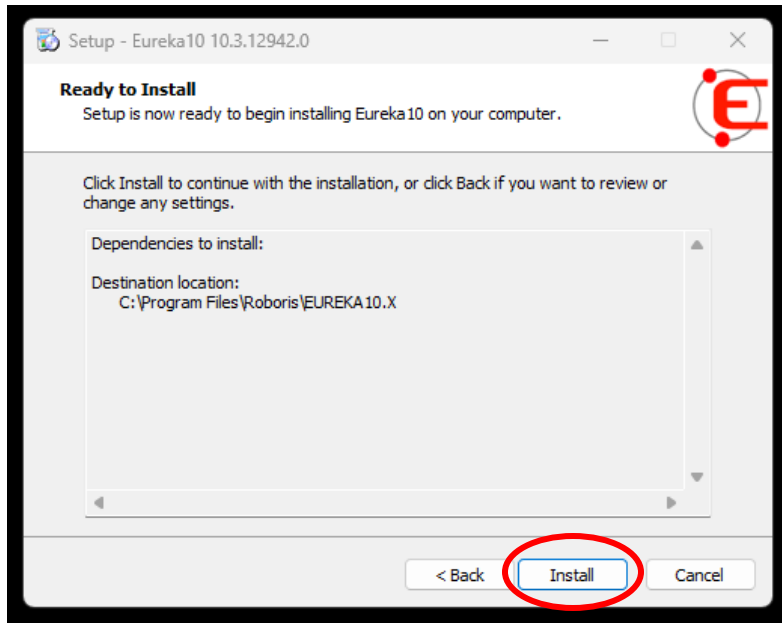 Setup - Eureka10 10.3.12942.0
Ready to Install
Setup is now ready to begin installing Eureka10 on your computer.
E
Click Install to continue with the installation, or click Back if you want to review or
change any settings.
Dependencies to install:
Destination location:
C:\Program Files\Roboris\EUREKA10.X
< Back
Install
Cancel